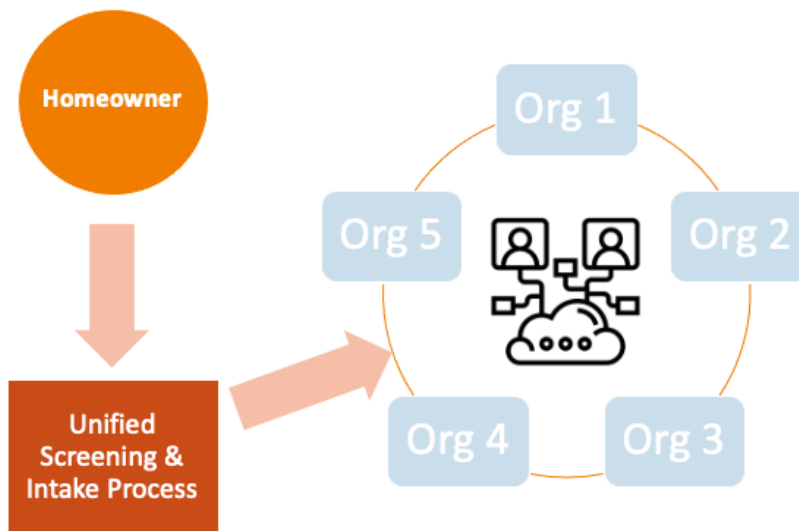 Homeowner
Unified
Screening &
Intake Process
Org 1
Org 2
Org 3
Org 4
Org 5